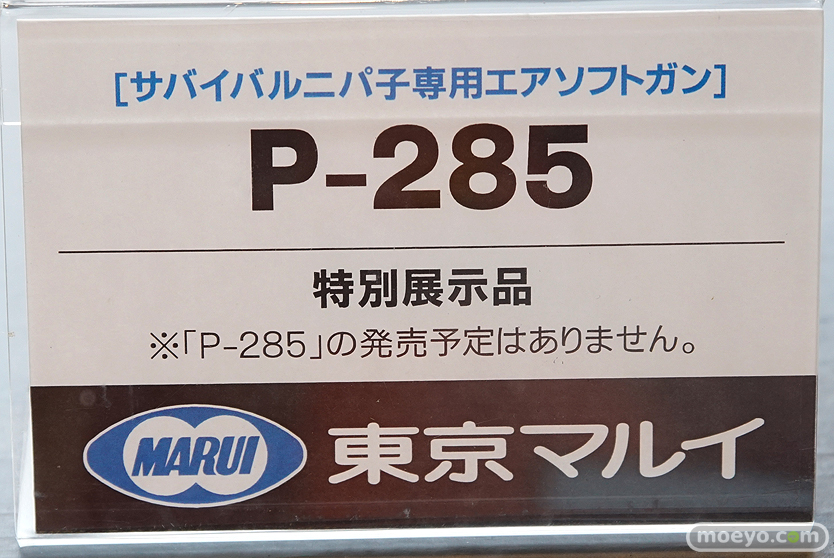 [サバイバルニパ子専用エアソフトガン]
P-285
特別展示品
※「P-285」の発売予定はありません。
MARUI 東京マルイ
moeyo.com